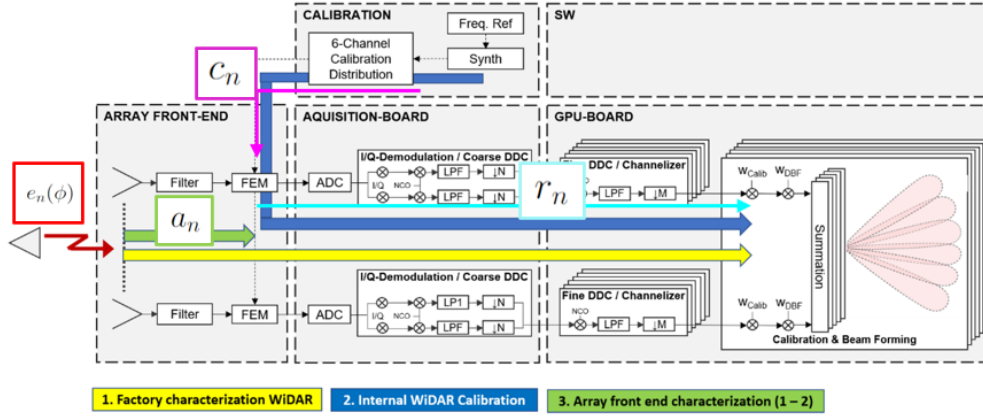 CALIBRATION
Freq. Ref
6-Channel
Calibration
Distribution
Synth
SW
c_n
ARRAY FRONT-END
AQUISITION-BOARD
GPU-BOARD
e_n(φ)
Filter
FEM
ADC
I/Q-Demodulation / Coarse DDC
LPF
↓N
I/Q
NCO
LPF
↓N
DDC / Channelizer
LPF
↓M
W_Calib
W_DBF
a_n
r_n
Summation
Filter
FEM
ADC
I/Q-Demodulation / Coarse DDC
LP1
↓N
I/Q
NCO
LPF
↓N
Fine DDC / Channelizer
NCO
LPF
↓M
W_Calib
W_DBF
Calibration & Beam Forming
1. Factory characterization WiDAR
2. Internal WiDAR Calibration
3. Array front end characterization (1 – 2)